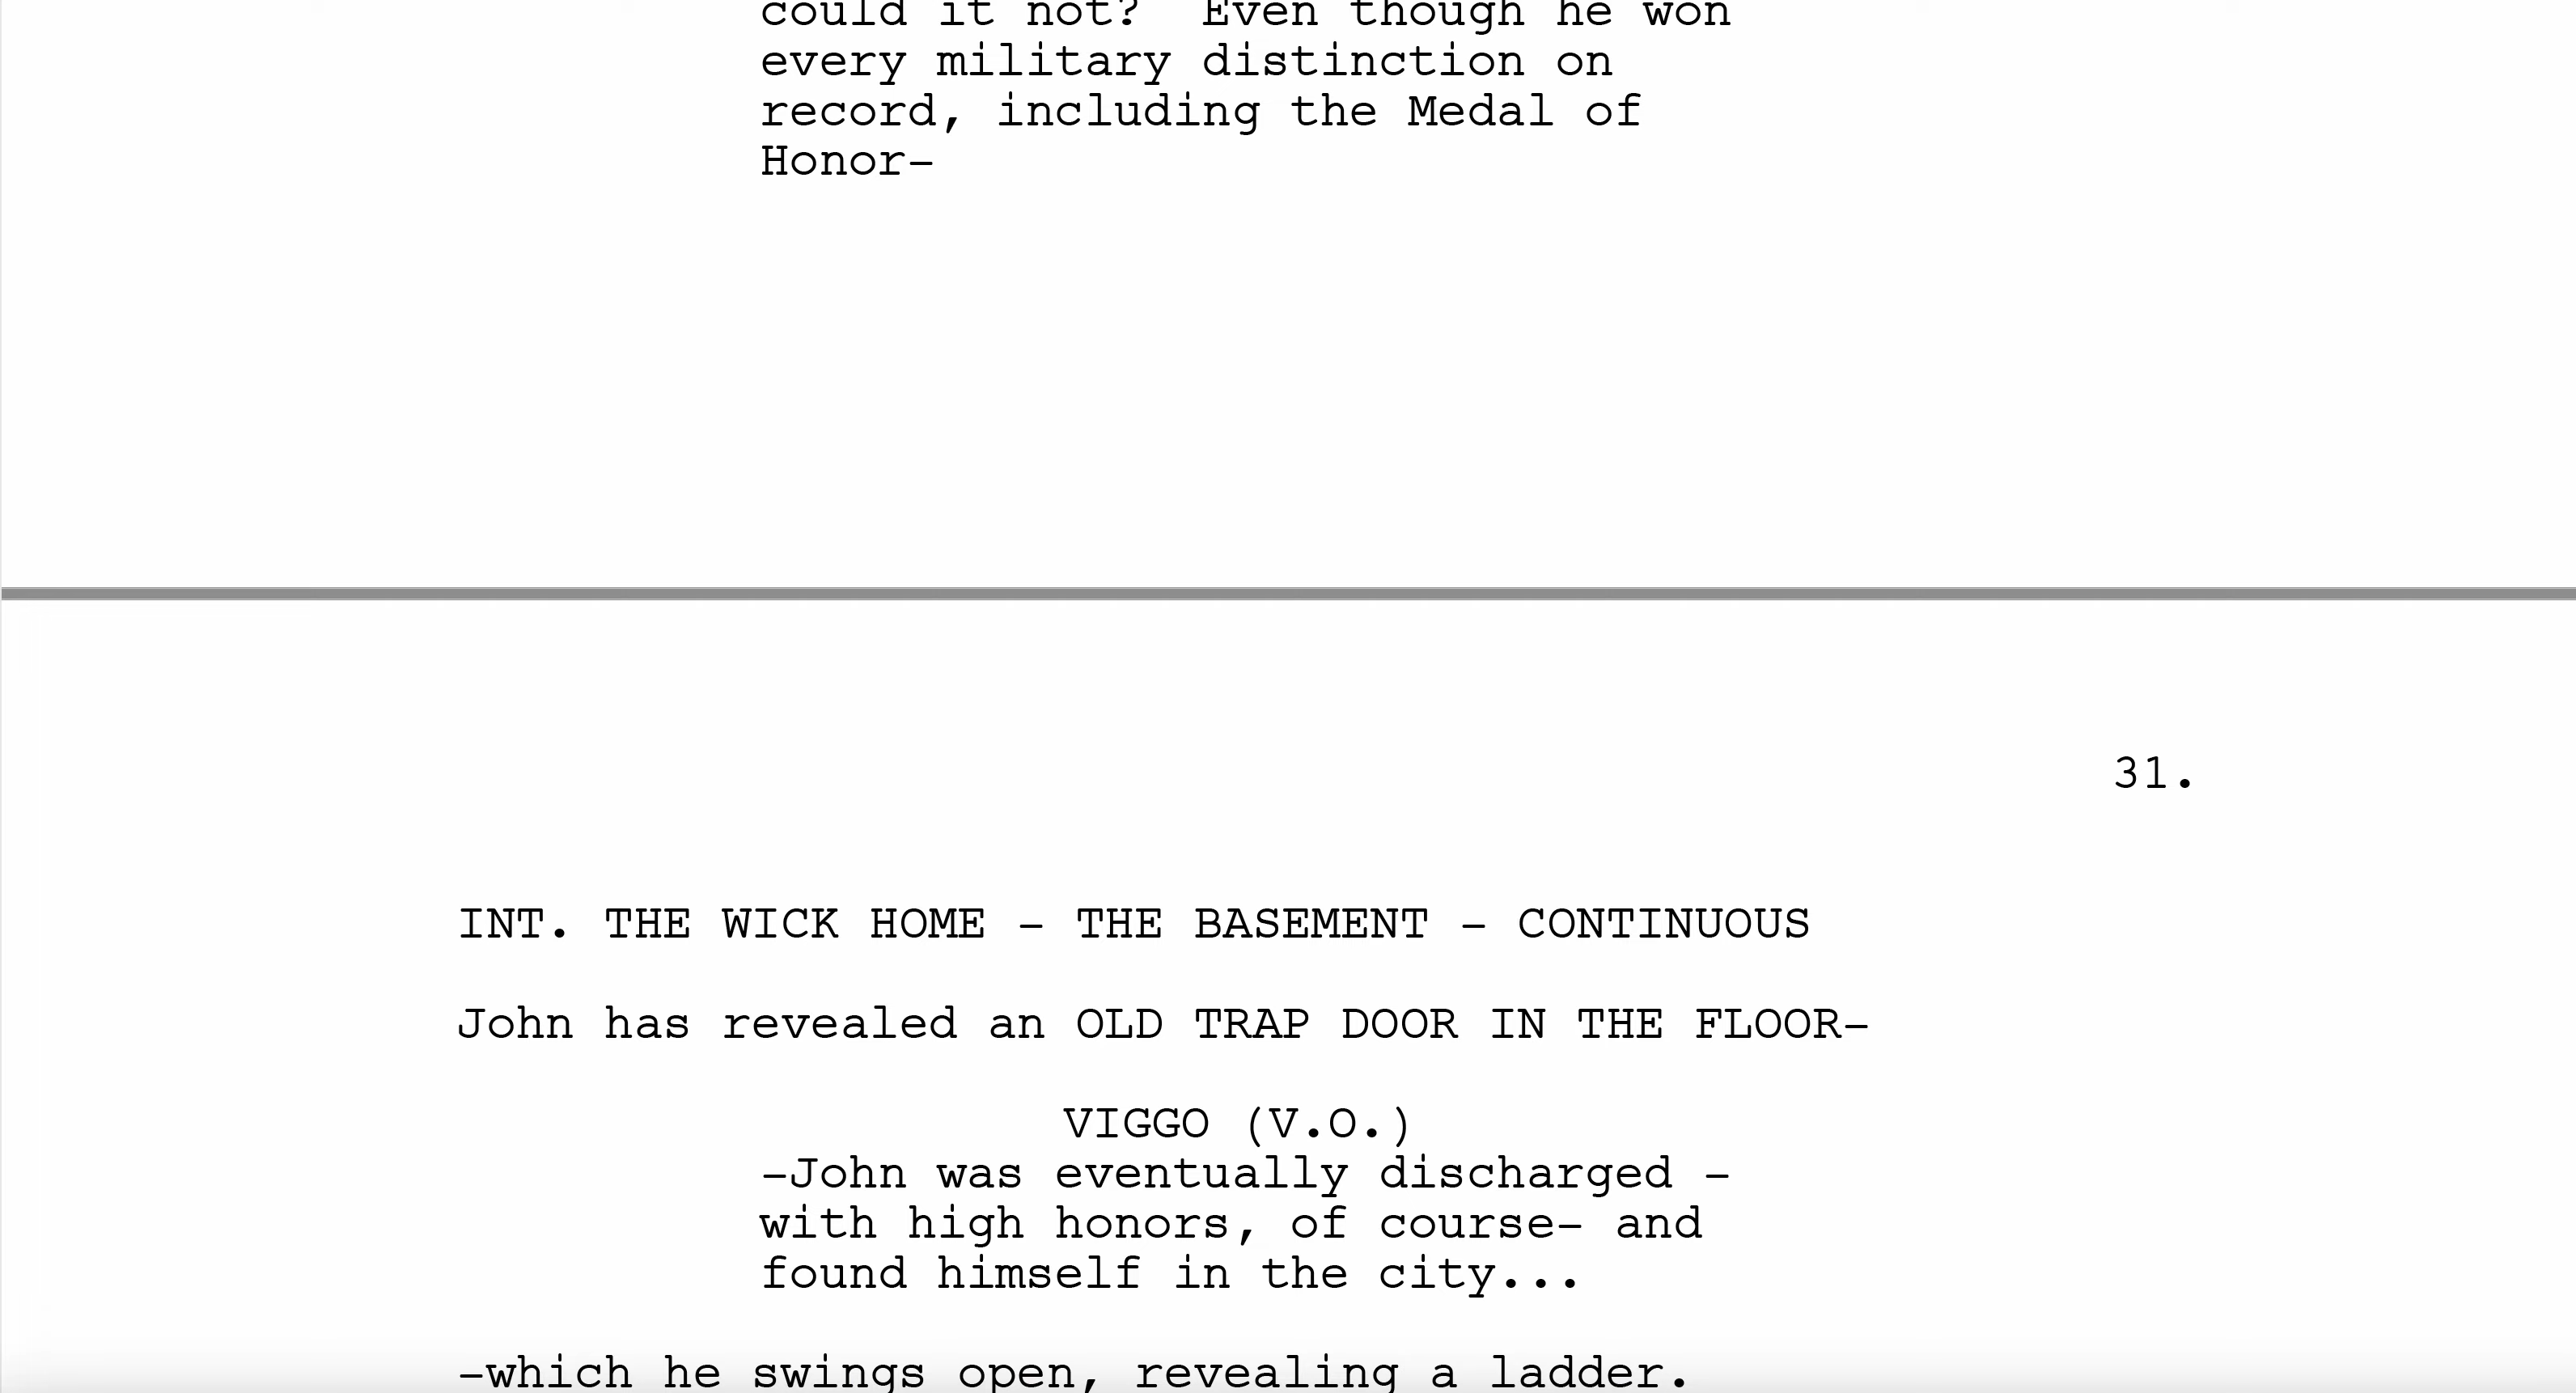 could it not?  Even though he won
every military distinction on
record, including the Medal of
Honor-
31.
INT. THE WICK HOME - THE BASEMENT - CONTINUOUS
John has revealed an OLD TRAP DOOR IN THE FLOOR-
VIGGO (V.O.)
-John was eventually discharged -
with high honors, of course- and
found himself in the city...
-which he swings open, revealing a ladder.